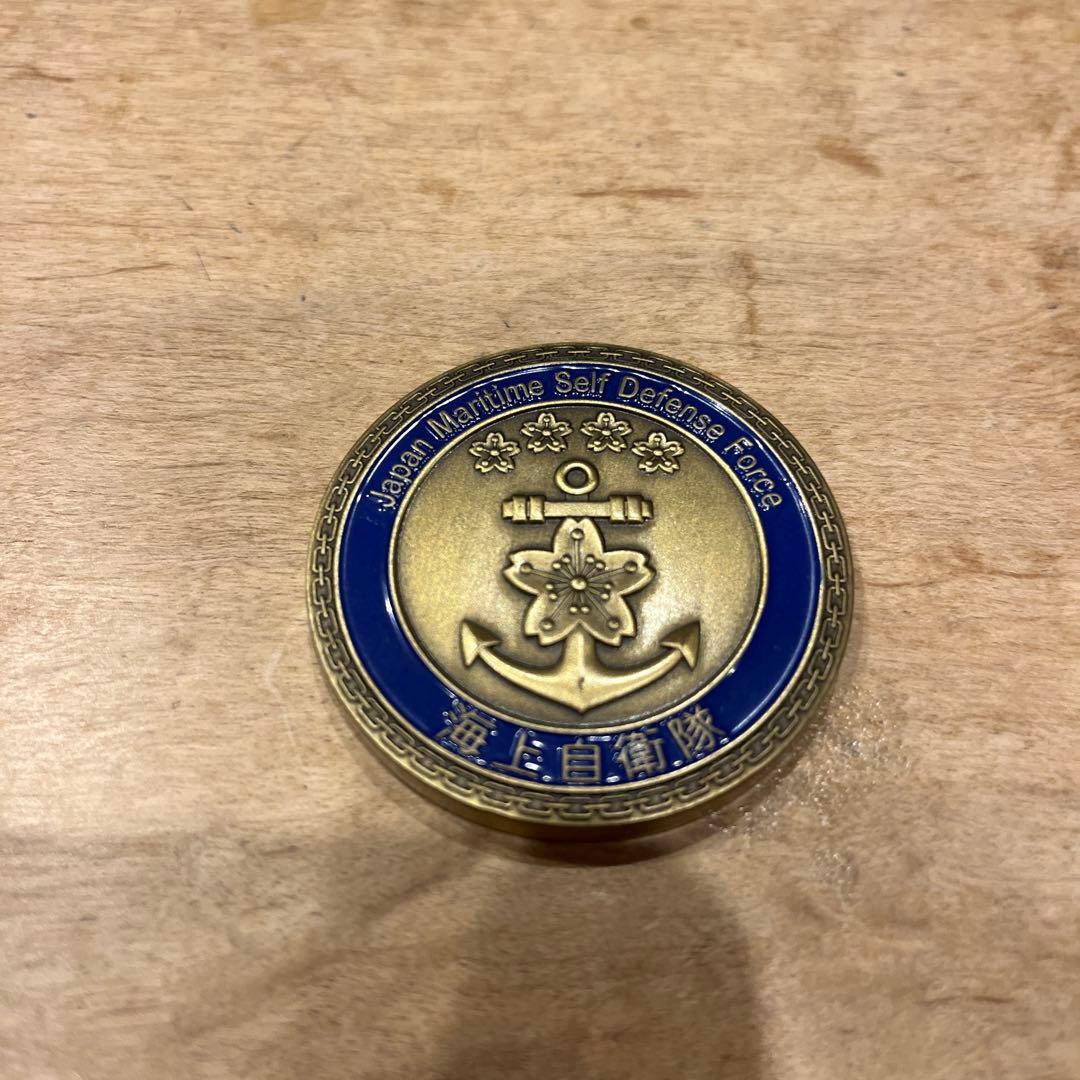 Japan Maritime Self Defense Force
海上自衛隊